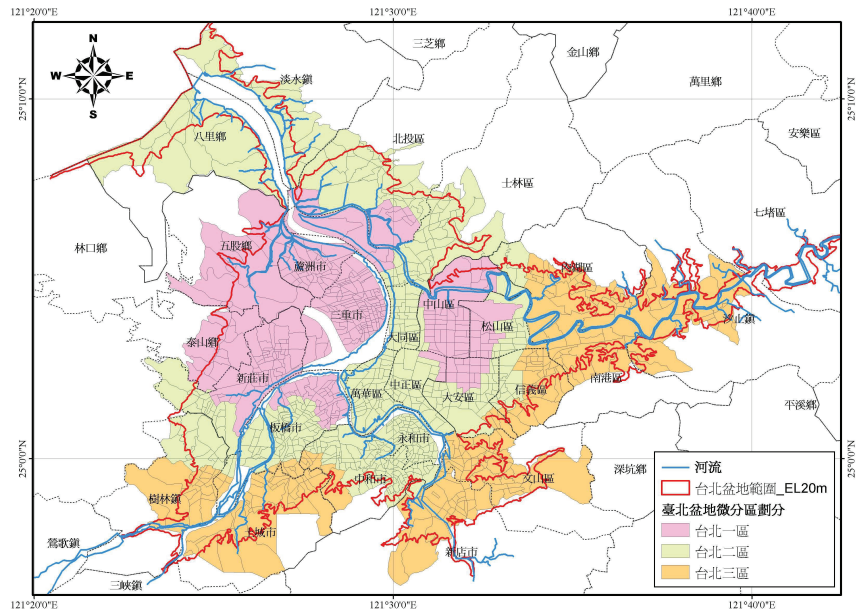 121°20'0"E
121°30'0"E
121°40'0"E
N
W
E
S
三芝鄉
金山鄉
淡水鎮
萬里鄉
25°10'0"N
25°10'0"N
八里鄉
北投區
安樂區
士林區
七堵區
林口鄉
五股鄉
蘆洲市
內湖區
中山區
三重市
汐止鎮
松山區
大同區
泰山鄉
新莊市
中正區
萬華區
大安區
信義區
南港區
平溪鄉
板橋市
永和市
25°0'0"N
25°0'0"N
中和市
深坑鄉
文山區
樹林鎮
土城市
鶯歌鎮
新店市
三峽鎮
河流
台北盆地範圍_EL20m
臺北盆地微分區劃分
台北一區
台北二區
台北三區
121°20'0"E
121°30'0"E
121°40'0"E